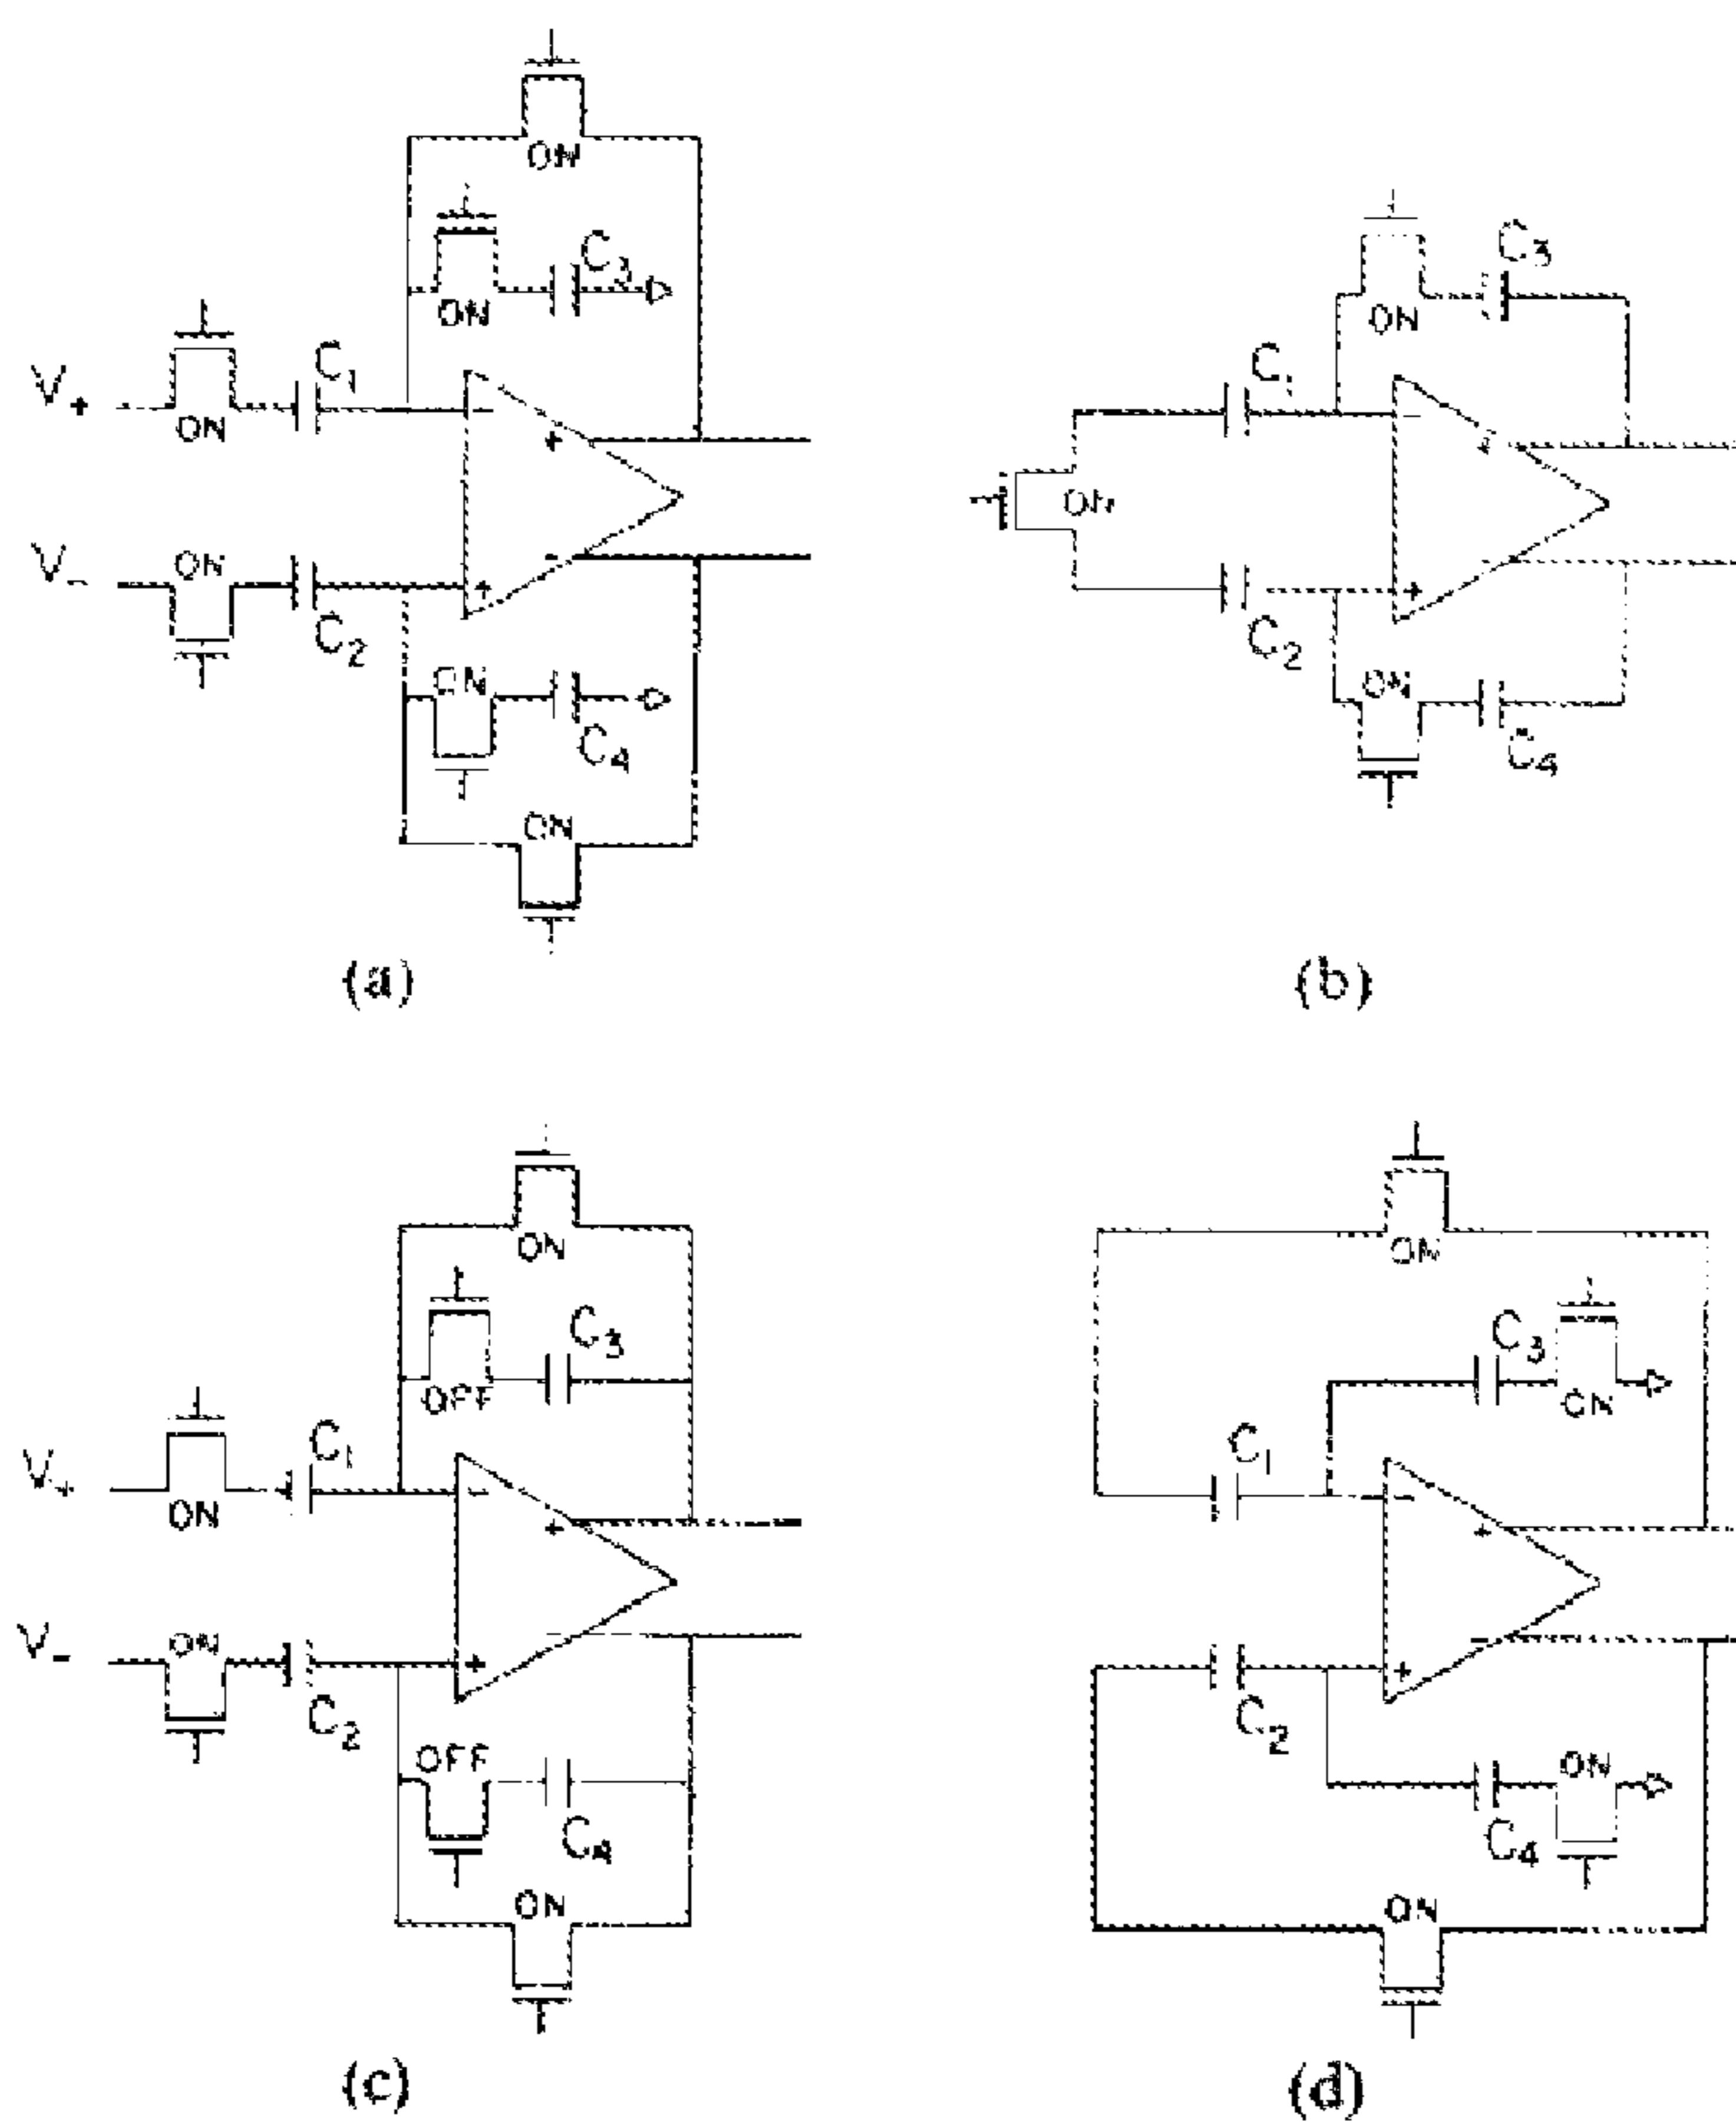 ON
C3
ON
V+
C1
ON
-
+
V-
ON
-
+
C2
ON
C4
ON
(a)
C3
ON
C1
-
+
ON
-
+
C2
ON
C4
(b)
ON
C3
OFF
V+
C1
ON
-
+
V-
ON
-
+
C2
OFF
C4
ON
(c)
ON
C3
ON
C1
-
+
-
+
C2
ON
C4
ON
(d)